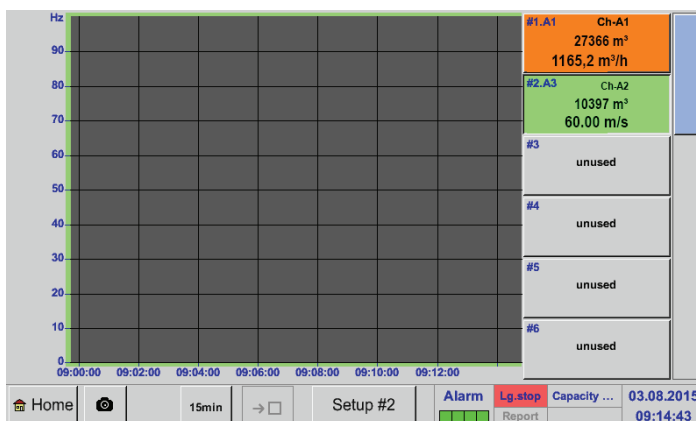 Hz
90
80
70
60
50
40
30
20
10
0
09:00:00 09:02:00 09:04:00 09:06:00 09:08:00 09:10:00 09:12:00
#1.A1 Ch-A1
27366 m³
1165,2 m³/h
#2.A3 Ch-A2
10397 m³
60.00 m/s
#3
unused
#4
unused
#5
unused
#6
unused
Home 15min Setup #2
Alarm Lg.stop Capacity ... 03.08.2015
Report 09:14:43